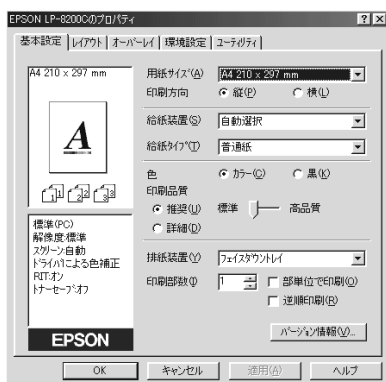 EPSON LP-8200Cのプロパティ ? ×
基本設定 レイアウト オーバーレイ 環境設定 ユーティリティ
A4 210 x 297 mm
A
1 1 2 2 3 3
標準(PC)
解像度:標準
スクリーン:自動
ドライバによる色補正
RIT:オン
トナーセーブ:オフ
EPSON
用紙サイズ(A) A4 210 x 297 mm
印刷方向 縦(P) 横(L)
給紙装置(S) 自動選択
給紙タイプ(T) 普通紙
色 カラー(C) 黒(K)
印刷品質
推奨(U) 標準 高品質
詳細(D)
排紙装置(Y) フェイスダウントレイ
印刷部数(I) 1 部単位で印刷(O)
逆順印刷(R)
バージョン情報(V)...
OK キャンセル 適用(A) ヘルプ